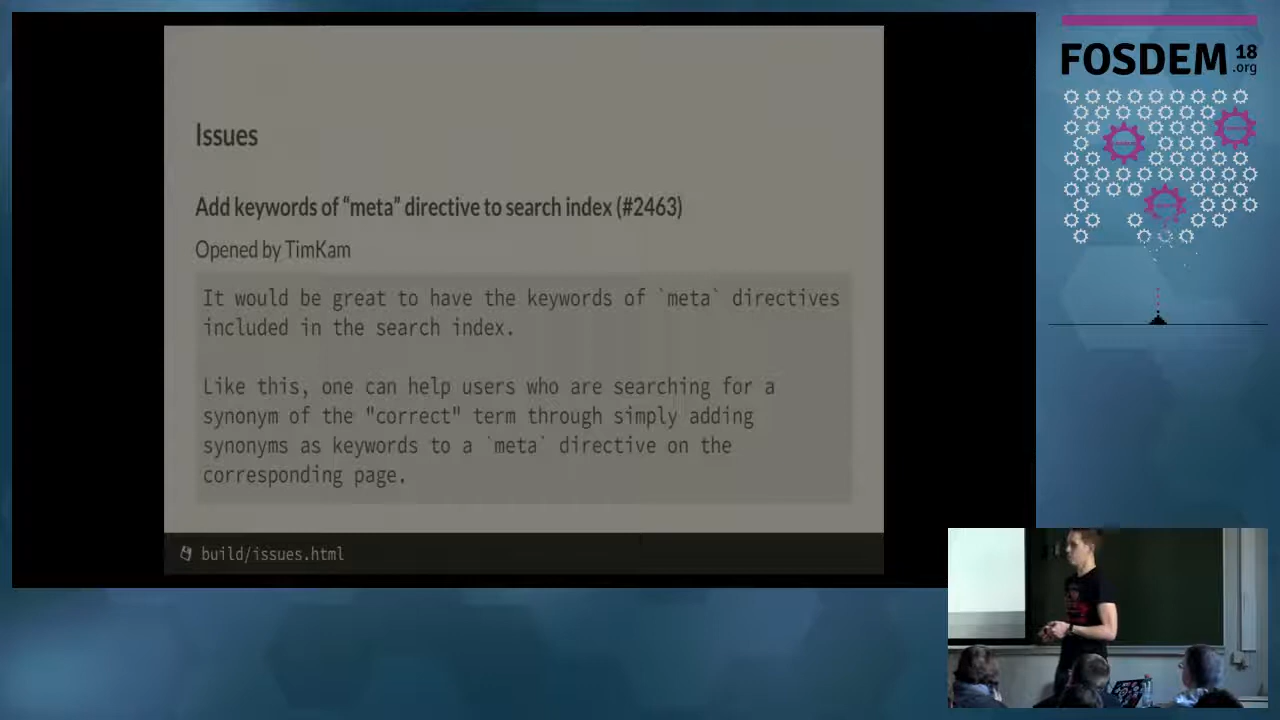 FOSDEM 18
.org
Issues
Add keywords of “meta” directive to search index (#2463)
Opened by TimKam
It would be great to have the keywords of `meta` directives
included in the search index.
Like this, one can help users who are searching for a
synonym of the "correct" term through simply adding
synonyms as keywords to a `meta` directive on the
corresponding page.
build/issues.html